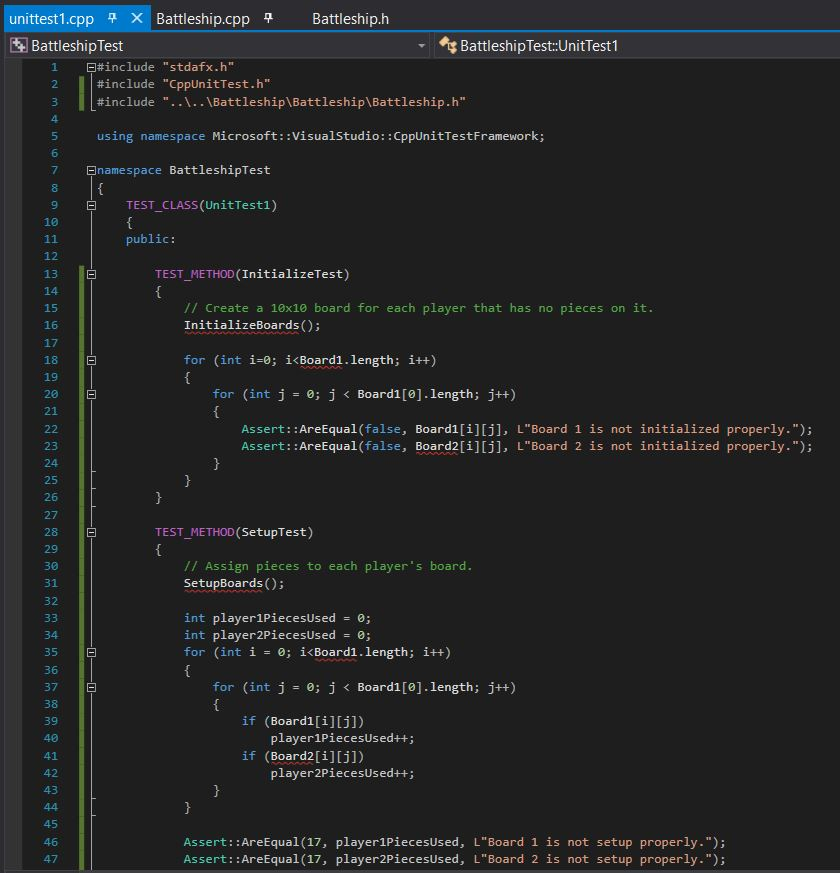 unittest1.cpp Battleship.cpp Battleship.h
BattleshipTest BattleshipTest::UnitTest1
1 #include "stdafx.h"
2 #include "CppUnitTest.h"
3 #include "..\..\Battleship\Battleship\Battleship.h"
4
5 using namespace Microsoft::VisualStudio::CppUnitTestFramework;
6
7 namespace BattleshipTest
8 {
9     TEST_CLASS(UnitTest1)
10     {
11     public:
12
13         TEST_METHOD(InitializeTest)
14         {
15             // Create a 10x10 board for each player that has no pieces on it.
16             InitializeBoards();
17
18             for (int i=0; i<Board1.length; i++)
19             {
20                 for (int j = 0; j < Board1[0].length; j++)
21                 {
22                     Assert::AreEqual(false, Board1[i][j], L"Board 1 is not initialized properly.");
23                     Assert::AreEqual(false, Board2[i][j], L"Board 2 is not initialized properly.");
24                 }
25             }
26         }
27
28         TEST_METHOD(SetupTest)
29         {
30             // Assign pieces to each player's board.
31             SetupBoards();
32
33             int player1PiecesUsed = 0;
34             int player2PiecesUsed = 0;
35             for (int i = 0; i<Board1.length; i++)
36             {
37                 for (int j = 0; j < Board1[0].length; j++)
38                 {
39                     if (Board1[i][j])
40                         player1PiecesUsed++;
41                     if (Board2[i][j])
42                         player2PiecesUsed++;
43                 }
44             }
45
46             Assert::AreEqual(17, player1PiecesUsed, L"Board 1 is not setup properly.");
47             Assert::AreEqual(17, player2PiecesUsed, L"Board 2 is not setup properly.");